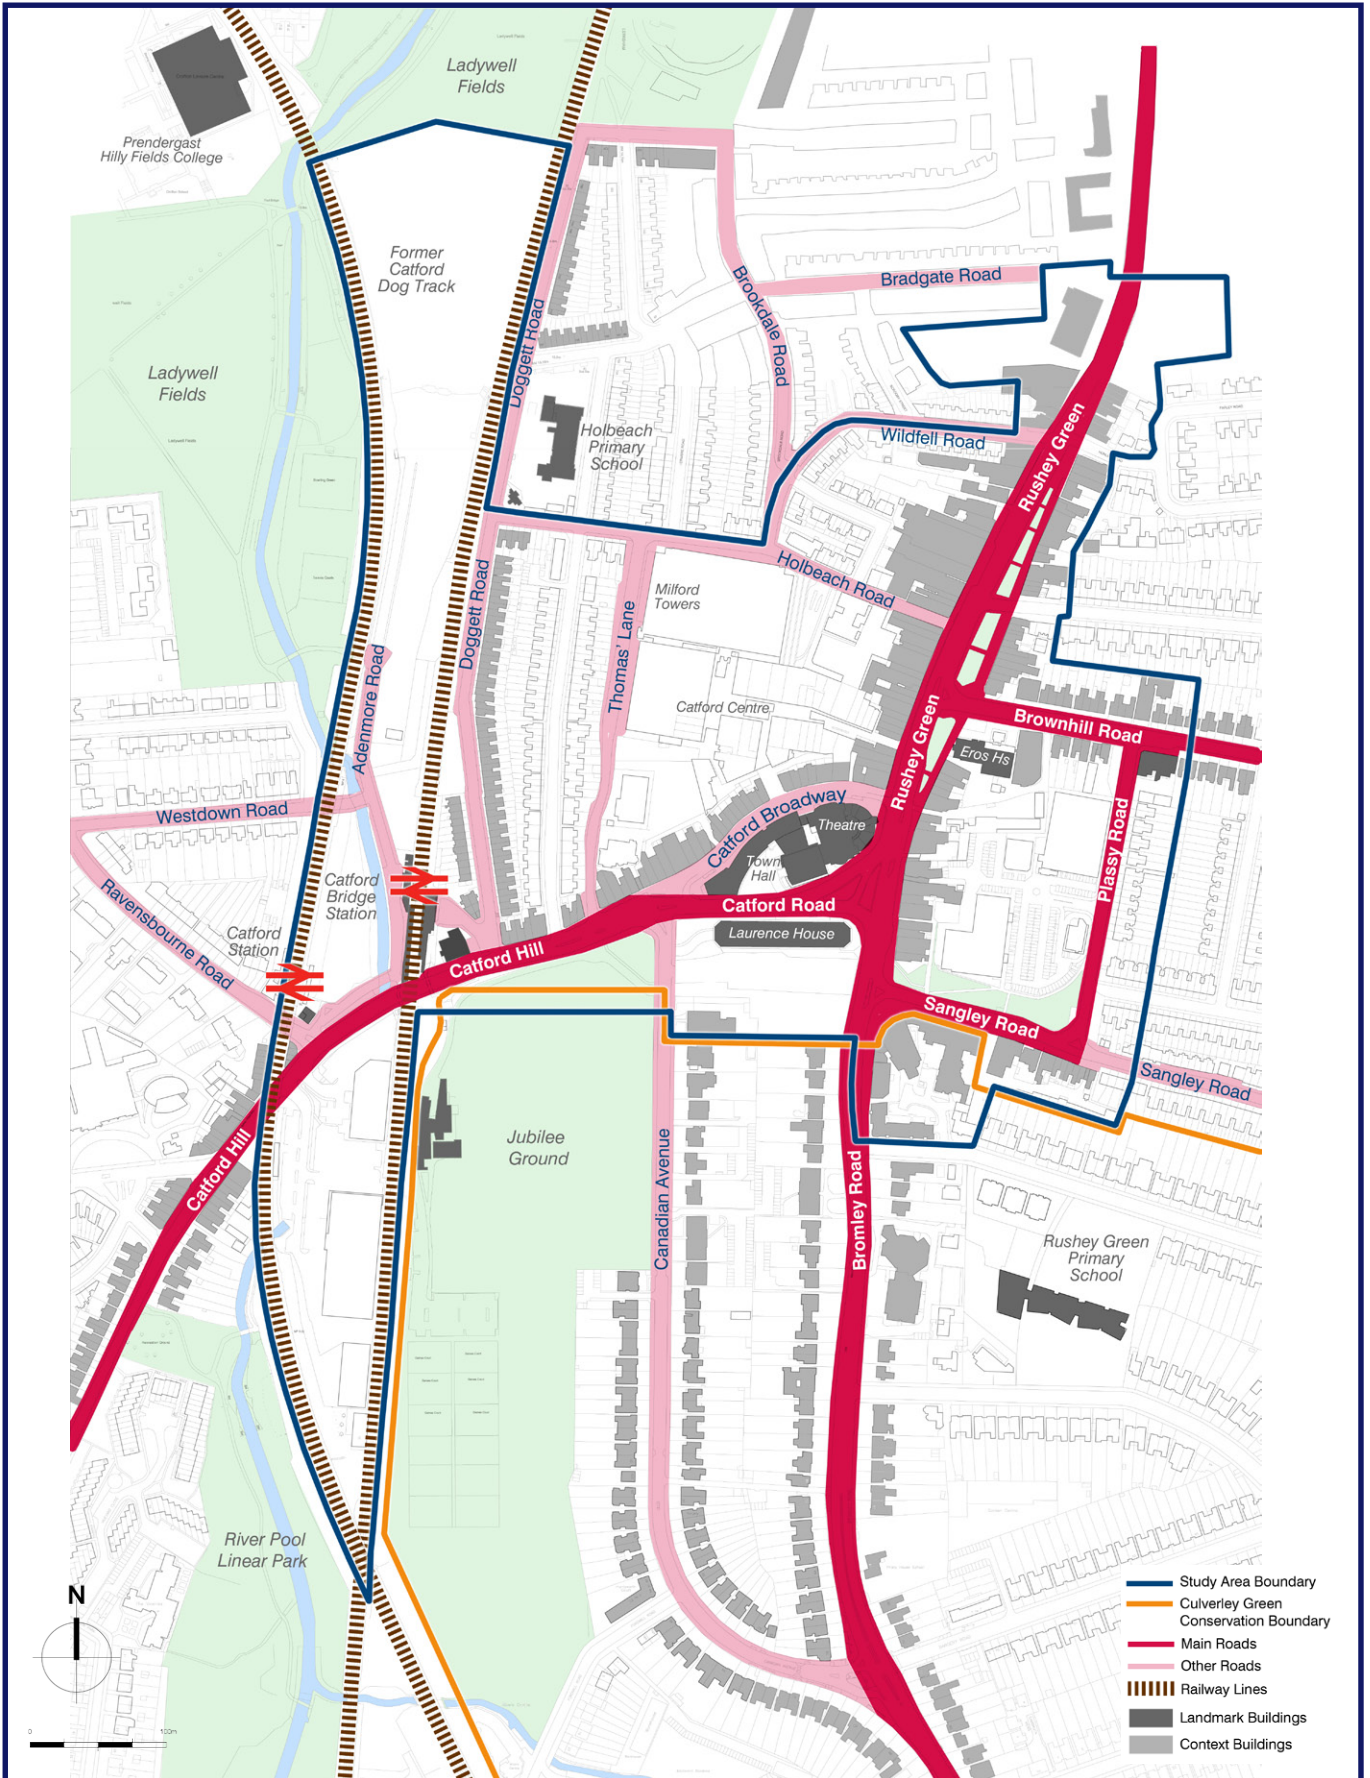 Ladywell
Fields
Prendergast
Hilly Fields College
Former
Catford
Dog Track
Ladywell
Fields
Doggett Road
Brookdale Road
Bradgate Road
Holbeach
Primary
School
Wildfell Road
Rushey Green
Holbeach Road
Milford
Towers
Doggett Road
Thomas' Lane
Adenmore Road
Catford Centre
Rushey Green
Brownhill Road
Eros Hs
Westdown Road
Catford Broadway
Theatre
Town
Hall
Plassy Road
Catford
Bridge
Station
Ravensbourne Road
Catford
Station
Catford Road
Laurence House
Catford Hill
Sangley Road
Sangley Road
Catford Hill
Jubilee
Ground
Canadian Avenue
Bromley Road
Rushey Green
Primary
School
River Pool
Linear Park
N
0
100m
Study Area Boundary
Culverley Green
Conservation Boundary
Main Roads
Other Roads
Railway Lines
Landmark Buildings
Context Buildings